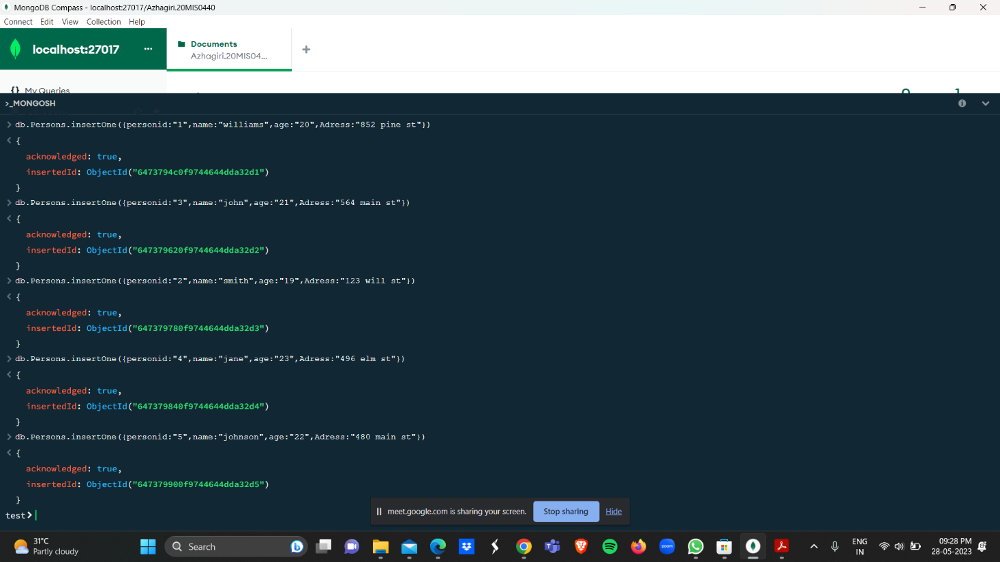 MongoDB Compass - localhost:27017/Azhagiri.20MIS0440
Connect Edit View Collection Help
localhost:27017 ...
Documents
Azhagiri.20MIS04...
{} My Queries
>_MONGOSH
> db.Persons.insertOne({personid:"1",name:"williams",age:"20",Adress:"852 pine st"})
< {
acknowledged: true,
insertedId: ObjectId("6473794c0f9744644dda32d1")
}
> db.Persons.insertOne({personid:"3",name:"john",age:"21",Adress:"564 main st"})
< {
acknowledged: true,
insertedId: ObjectId("647379620f9744644dda32d2")
}
> db.Persons.insertOne({personid:"2",name:"smith",age:"19",Adress:"123 will st"})
< {
acknowledged: true,
insertedId: ObjectId("647379780f9744644dda32d3")
}
> db.Persons.insertOne({personid:"4",name:"jane",age:"23",Adress:"496 elm st"})
< {
acknowledged: true,
insertedId: ObjectId("647379840f9744644dda32d4")
}
> db.Persons.insertOne({personid:"5",name:"johnson",age:"22",Adress:"480 main st"})
< {
acknowledged: true,
insertedId: ObjectId("647379900f9744644dda32d5")
}
test>
meet.google.com is sharing your screen. Stop sharing Hide
31°C
Partly cloudy
Search
zoom
ENG
IN
09:28 PM
28-05-2023